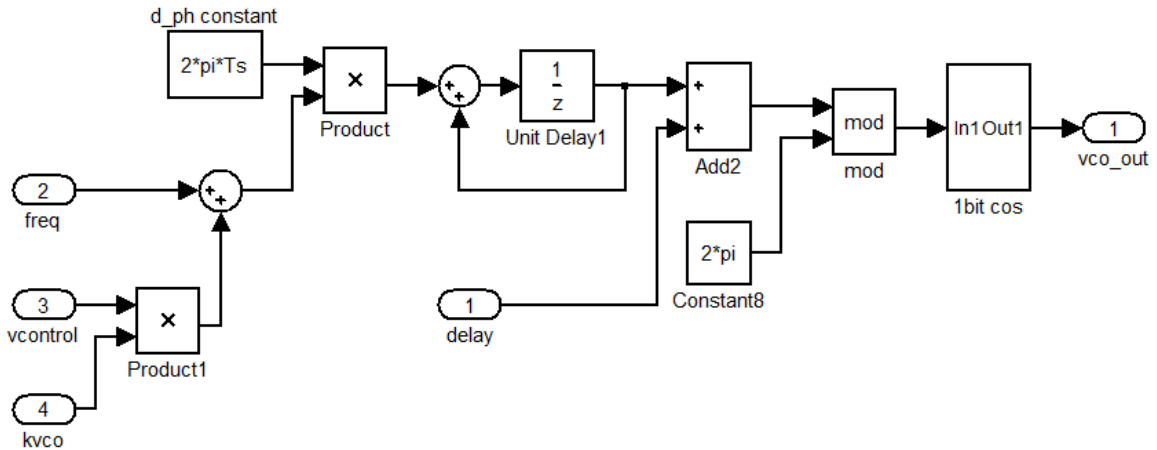 d_ph constant
2*pi*Ts
×
Product
+
+
1
z
Unit Delay1
+
+
Add2
mod
mod
In1 Out1
1bit cos
1
vco_out
2
freq
+
+
2*pi
Constant8
3
vcontrol
×
Product1
1
delay
4
kvco